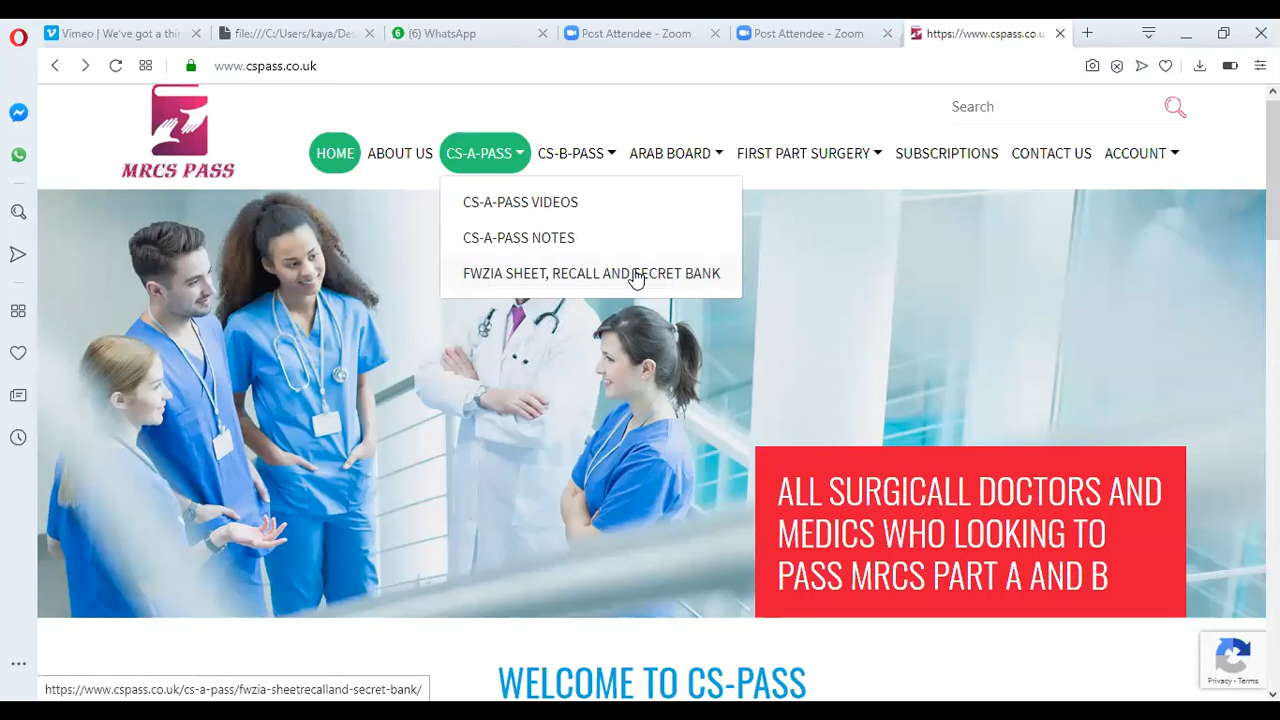 Vimeo | We've got a thi
file:///C:/Users/kaya/Des
6
(6) WhatsApp
Post Attendee - Zoom
Post Attendee - Zoom
https://www.cspass.co.u
www.cspass.co.uk
MRCS PASS
Search
HOME
ABOUT US
CS-A-PASS
CS-B-PASS
ARAB BOARD
FIRST PART SURGERY
SUBSCRIPTIONS
CONTACT US
ACCOUNT
CS-A-PASS VIDEOS
CS-A-PASS NOTES
FWZIA SHEET, RECALL AND SECRET BANK
ALL SURGICALL DOCTORS AND
MEDICS WHO LOOKING TO
PASS MRCS PART A AND B
WELCOME TO CS-PASS
Privacy - Terms
https://www.cspass.co.uk/cs-a-pass/fwzia-sheetrecalland-secret-bank/